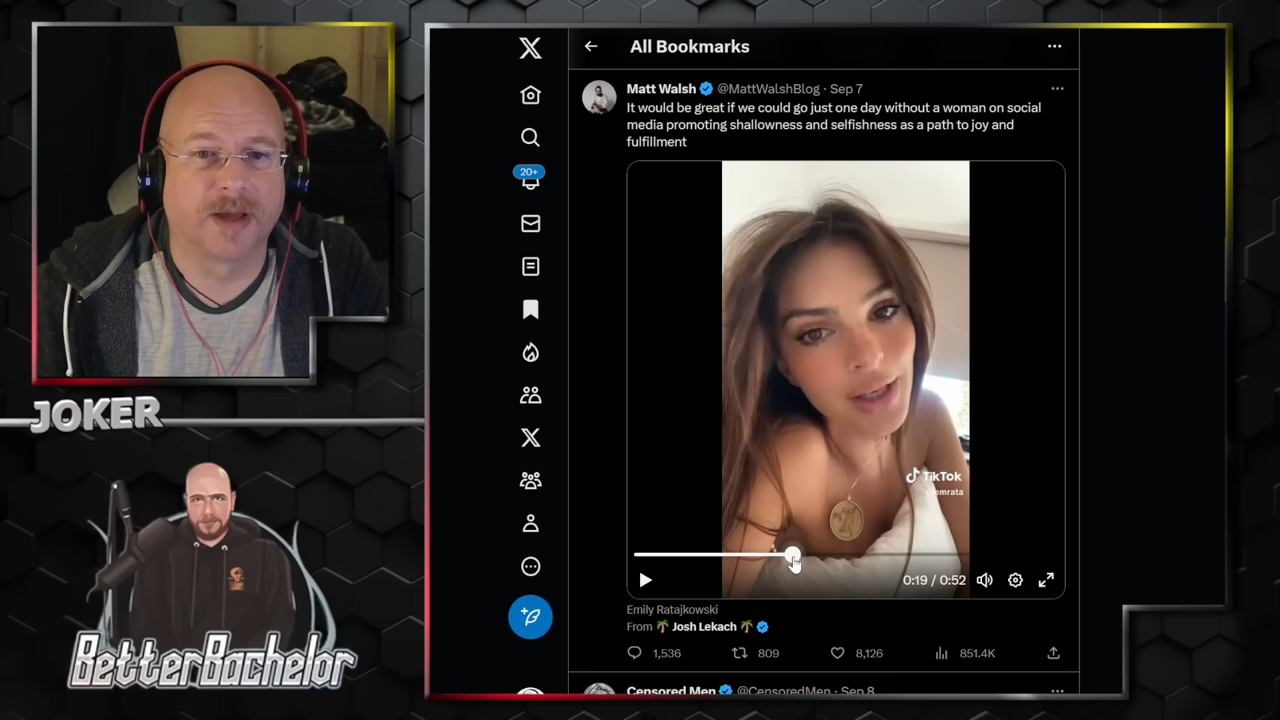 All Bookmarks
Matt Walsh @MattWalshBlog · Sep 7
It would be great if we could go just one day without a woman on social
media promoting shallowness and selfishness as a path to joy and
fulfillment
20+
TikTok
emrata
0:19 / 0:52
Emily Ratajkowski
From 🌴 Josh Lekach 🌴
1,536 809 8,126 851.4K
Censored Men @CensoredMen · Sep 8
JOKER
BetterBachelor